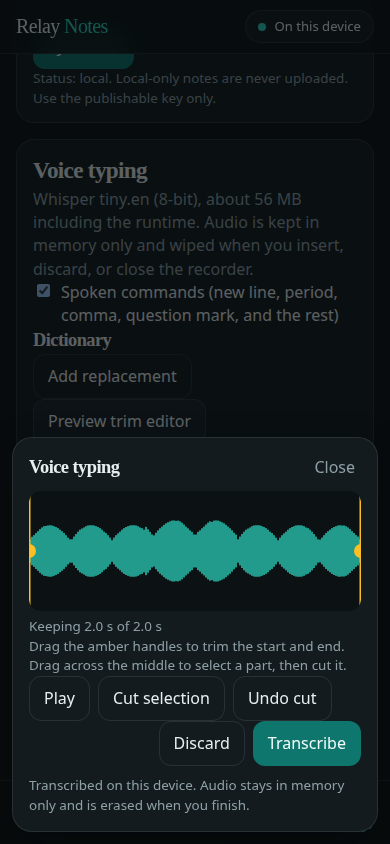 Relay Notes
On this device
Status: local. Local-only notes are never uploaded.
Use the publishable key only.
Voice typing
Whisper tiny.en (8-bit), about 56 MB
including the runtime. Audio is kept in
memory only and wiped when you insert,
discard, or close the recorder.
Spoken commands (new line, period,
comma, question mark, and the rest)
Dictionary
Add replacement
Preview trim editor
Voice typing
Close
Keeping 2.0 s of 2.0 s
Drag the amber handles to trim the start and end.
Drag across the middle to select a part, then cut it.
Play
Cut selection
Undo cut
Discard
Transcribe
Transcribed on this device. Audio stays in memory
only and is erased when you finish.